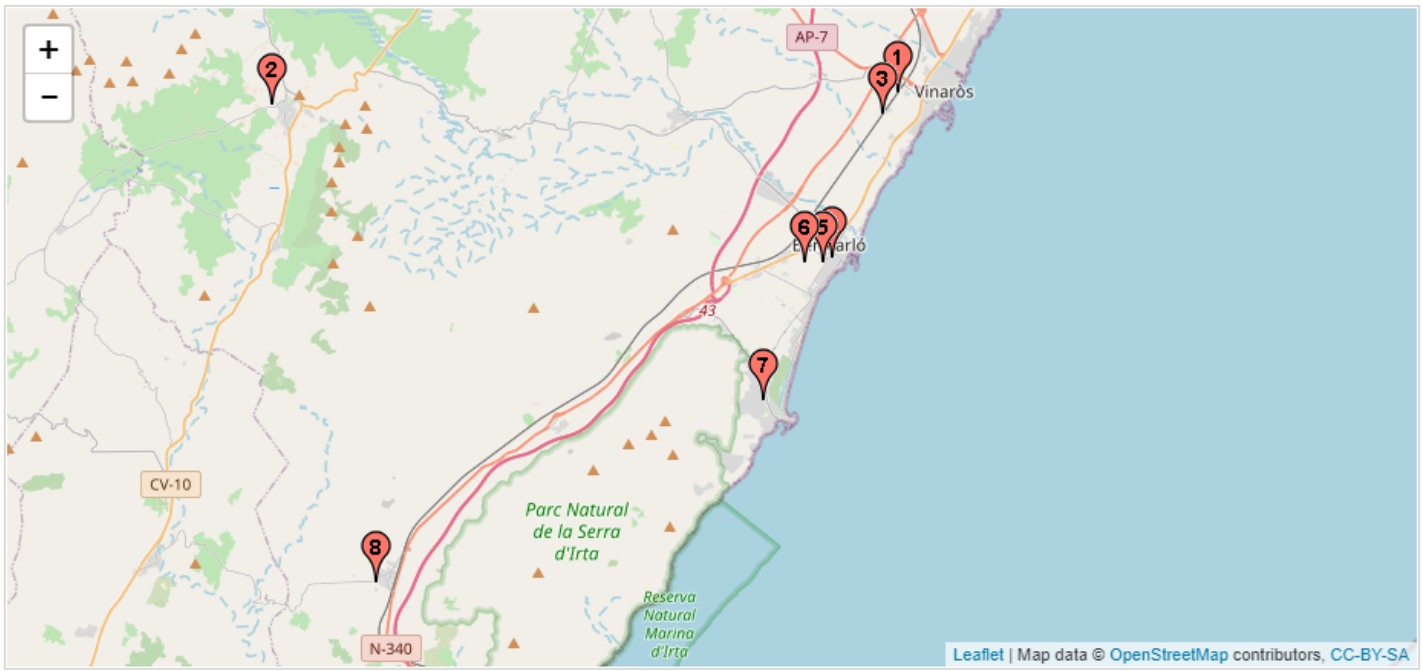 +
−
AP-7
1
2
3
Vinaròs
6
5
43
7
CV-10
Parc Natural
de la Serra
d'Irta
8
Reserva
Natural
Marina
d'Irta
N-340
Leaflet | Map data © OpenStreetMap contributors, CC-BY-SA